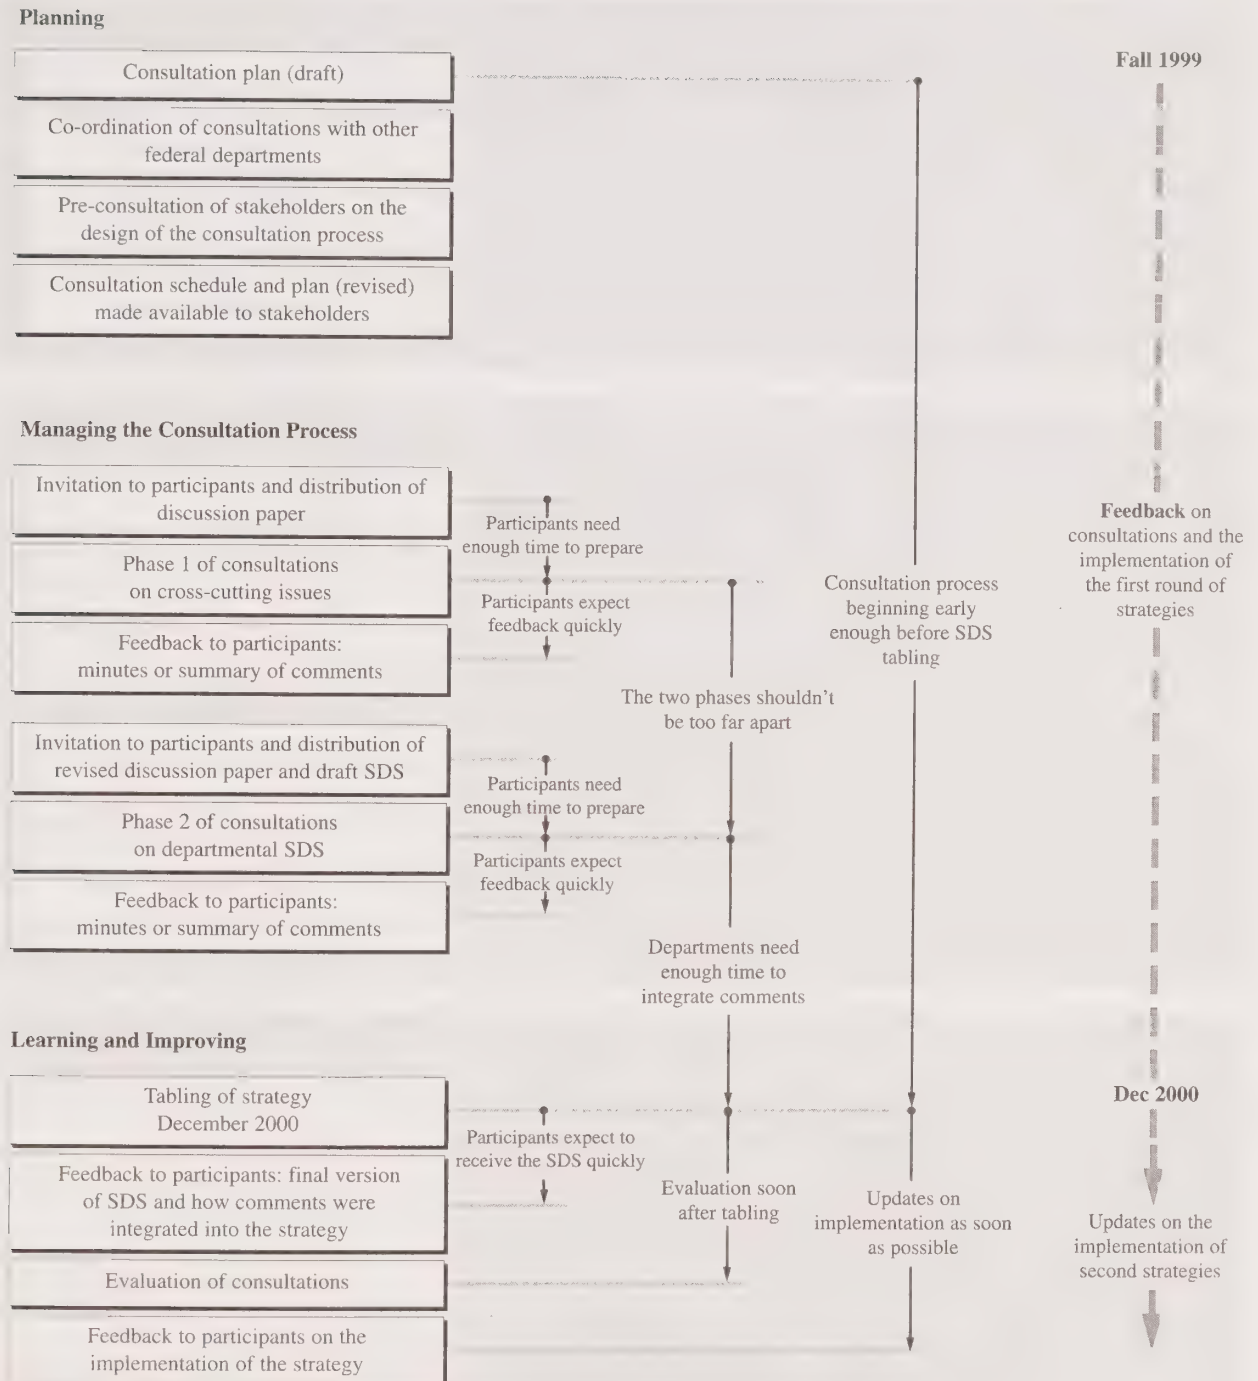 Planning
Consultation plan (draft)
Co-ordination of consultations with other
federal departments
Pre-consultation of stakeholders on the
design of the consultation process
Consultation schedule and plan (revised)
made available to stakeholders
Fall 1999
Managing the Consultation Process
Invitation to participants and distribution of
discussion paper
Participants need
enough time to prepare
Phase 1 of consultations
on cross-cutting issues
Participants expect
feedback quickly
Feedback to participants:
minutes or summary of comments
The two phases shouldn't
be too far apart
Consultation process
beginning early
enough before SDS
tabling
Feedback on
consultations and the
implementation of
the first round of
strategies
Invitation to participants and distribution of
revised discussion paper and draft SDS
Participants need
enough time to prepare
Phase 2 of consultations
on departmental SDS
Participants expect
feedback quickly
Feedback to participants:
minutes or summary of comments
Departments need
enough time to
integrate comments
Learning and Improving
Tabling of strategy
December 2000
Dec 2000
Participants expect to
receive the SDS quickly
Feedback to participants: final version
of SDS and how comments were
integrated into the strategy
Evaluation soon
after tabling
Updates on
implementation as soon
as possible
Updates on the
implementation of
second strategies
Evaluation of consultations
Feedback to participants on the
implementation of the strategy